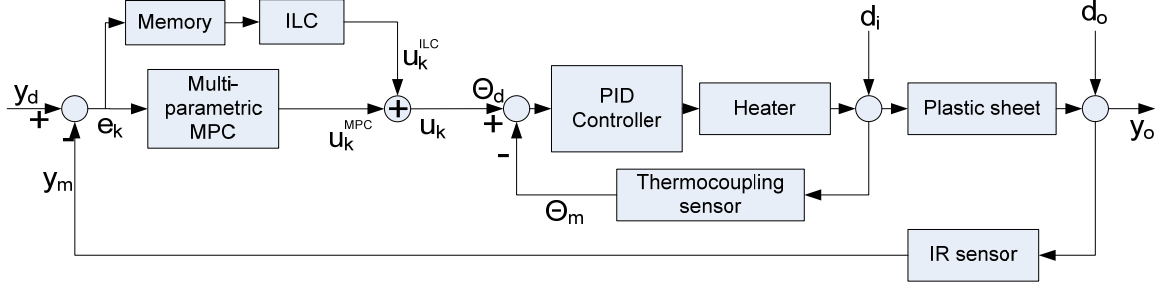 Memory
ILC
u_k^ILC
y_d
+
-
e_k
Multi-
parametric
MPC
u_k^MPC
+
u_k
Θ_d
+
-
PID
Controller
Heater
d_i
Plastic sheet
d_o
y_o
Thermocoupling
sensor
Θ_m
y_m
IR sensor